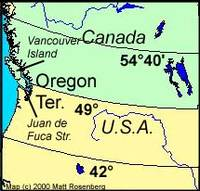 Vancouver
Island
Canada
54°40'
Oregon
Ter.
49°
Juan de
Fuca Str.
U.S.A.
42°
Map (c) 2000 Matt Rosenberg